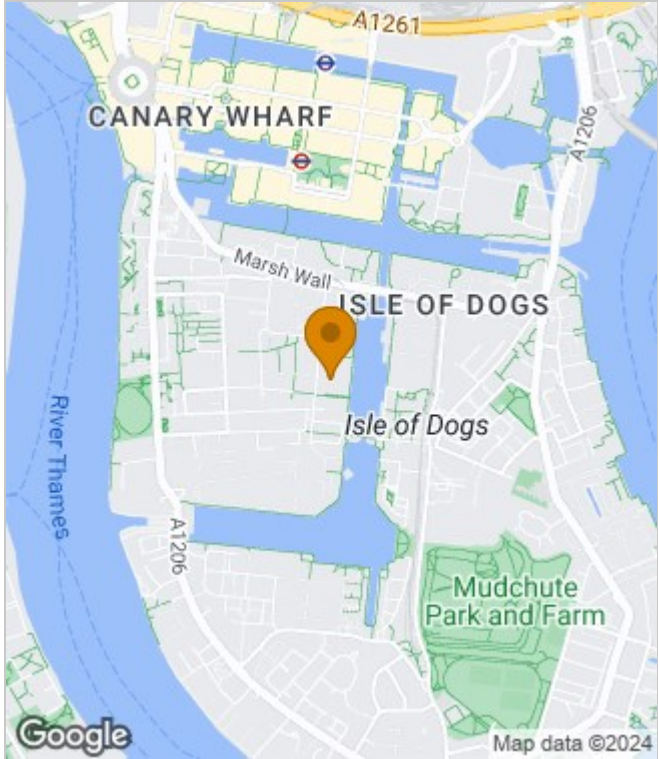 A1261
CANARY WHARF
A1206
Marsh Wall
ISLE OF DOGS
Isle of Dogs
River Thames
A1206
Mudchute
Park and Farm
Google
Map data ©2024